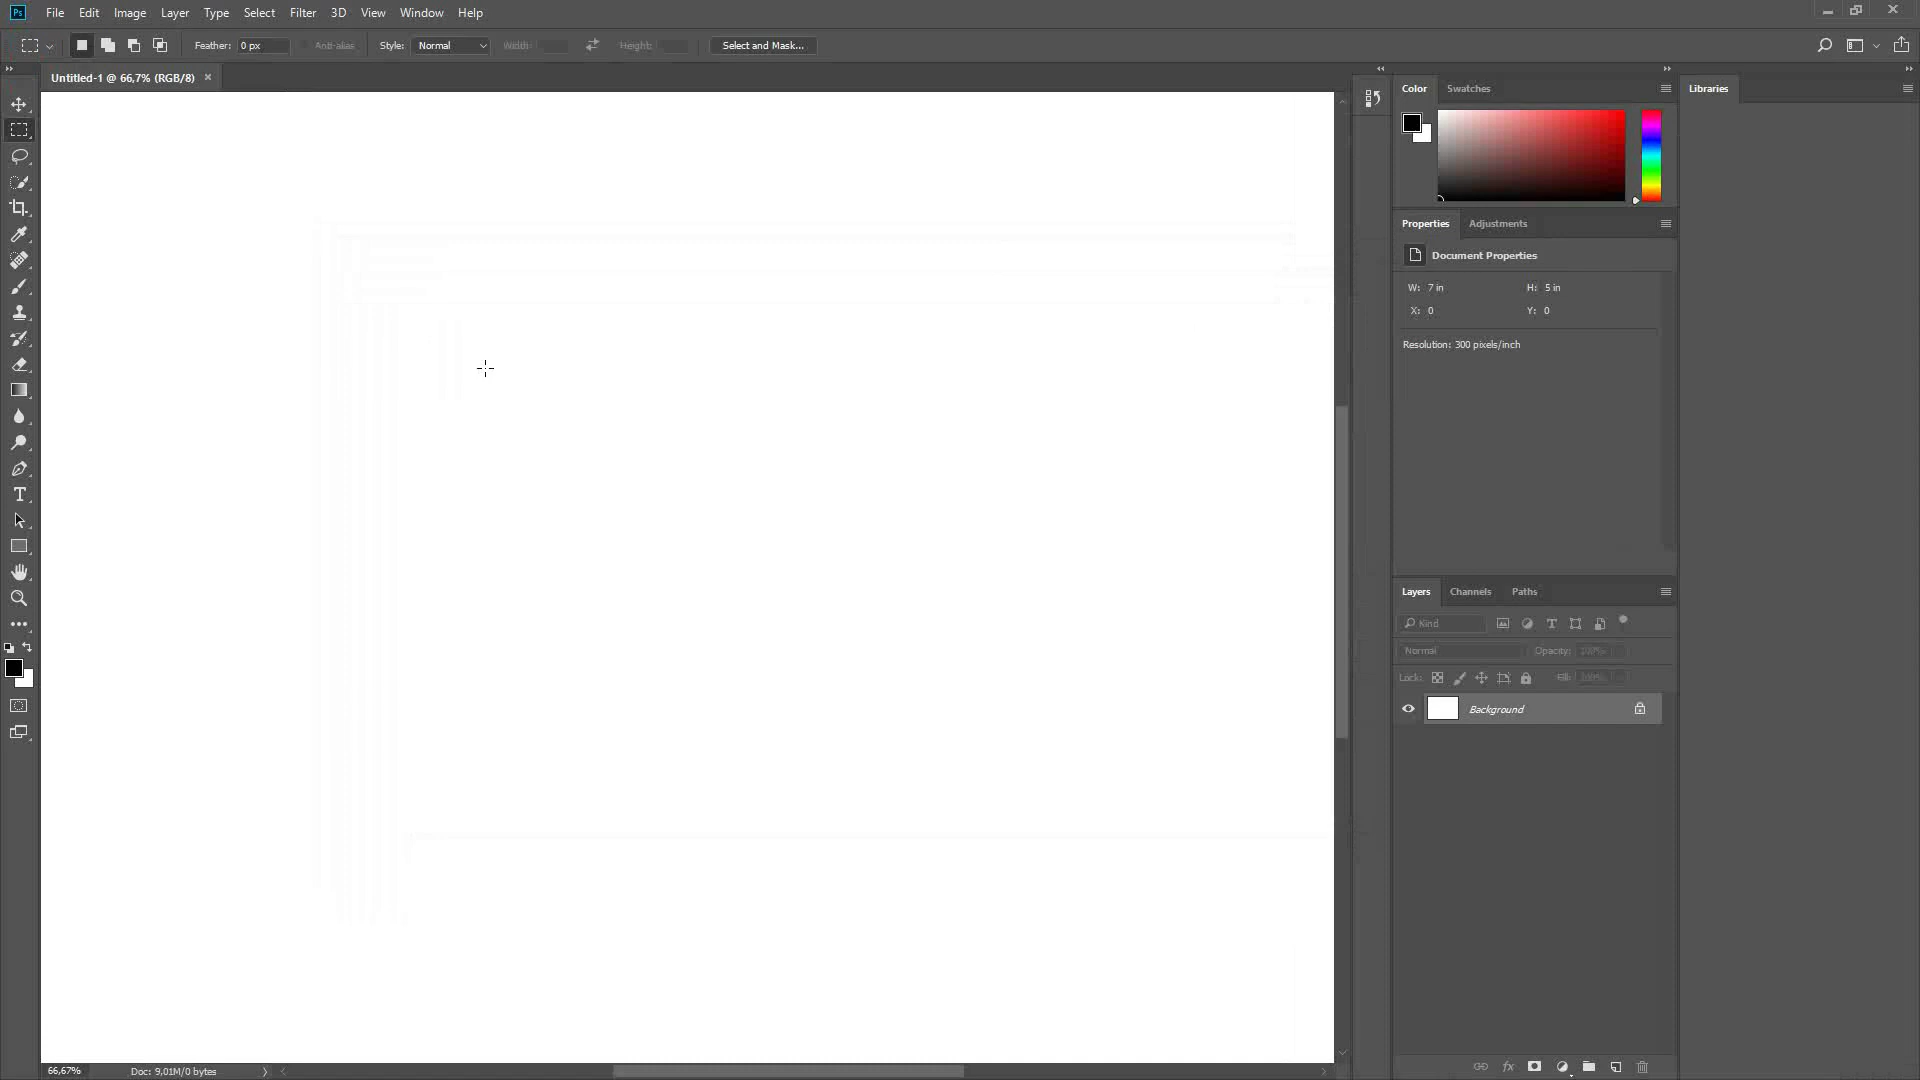 Ps File Edit Image Layer Type Select Filter 3D View Window Help
Feather: 0 px Anti-alias Style: Normal Width: Height: Select and Mask...
Untitled-1 @ 66,7% (RGB/8) ×
Color Swatches
Libraries
Properties Adjustments
Document Properties
W: 7 in H: 5 in
X: 0 Y: 0
Resolution: 300 pixels/inch
Layers Channels Paths
Kind
Normal Opacity: 100%
Lock: Fill: 100%
Background
66,67% Doc: 9,01M/0 bytes